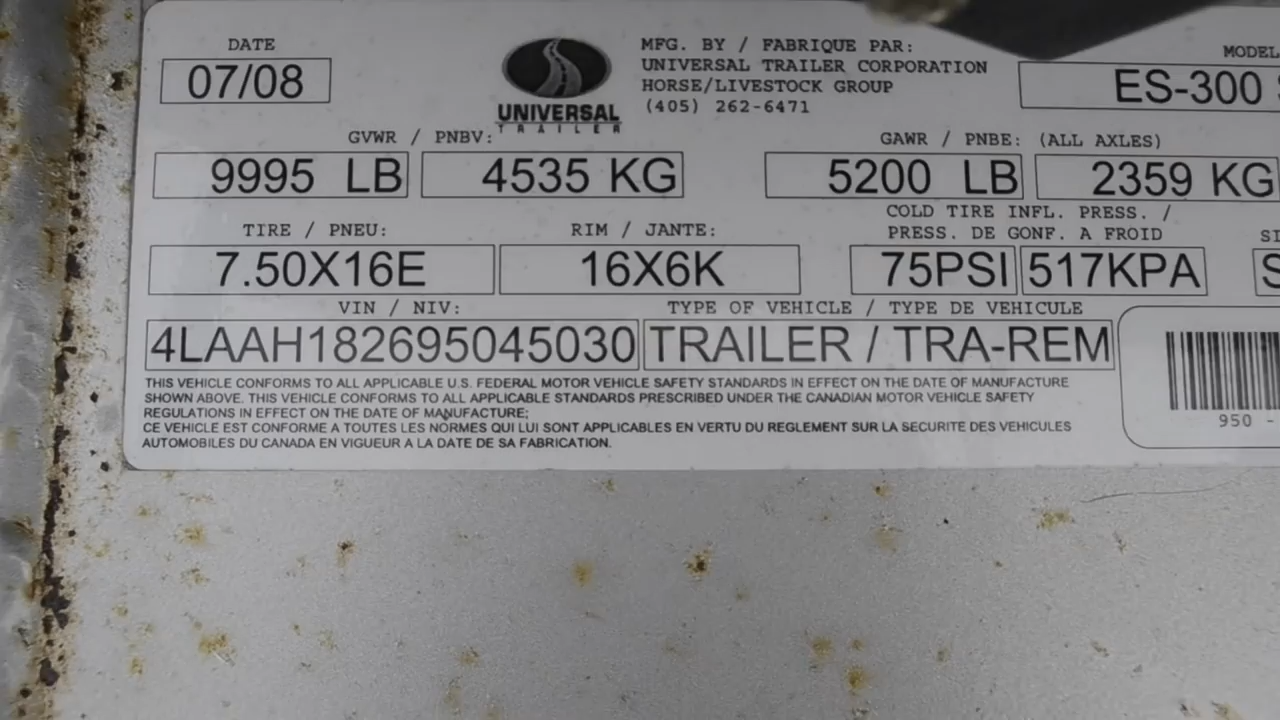 DATE
07/08
UNIVERSAL
TRAILER
MFG. BY / FABRIQUE PAR:
UNIVERSAL TRAILER CORPORATION
HORSE/LIVESTOCK GROUP
(405) 262-6471
MODEL
ES-300
GVWR / PNBV:
9995 LB 4535 KG
GAWR / PNBE: (ALL AXLES)
5200 LB 2359 KG
TIRE / PNEU:
7.50X16E
RIM / JANTE:
16X6K
COLD TIRE INFL. PRESS. /
PRESS. DE GONF. A FROID
75PSI 517KPA
VIN / NIV:
4LAAH182695045030
TYPE OF VEHICLE / TYPE DE VEHICULE
TRAILER / TRA-REM
THIS VEHICLE CONFORMS TO ALL APPLICABLE U.S. FEDERAL MOTOR VEHICLE SAFETY STANDARDS IN EFFECT ON THE DATE OF MANUFACTURE
SHOWN ABOVE. THIS VEHICLE CONFORMS TO ALL APPLICABLE STANDARDS PRESCRIBED UNDER THE CANADIAN MOTOR VEHICLE SAFETY
REGULATIONS IN EFFECT ON THE DATE OF MANUFACTURE;
CE VEHICLE EST CONFORME A TOUTES LES NORMES QUI LUI SONT APPLICABLES EN VERTU DU REGLEMENT SUR LA SECURITE DES VEHICULES
AUTOMOBILES DU CANADA EN VIGUEUR A LA DATE DE SA FABRICATION.
950 -